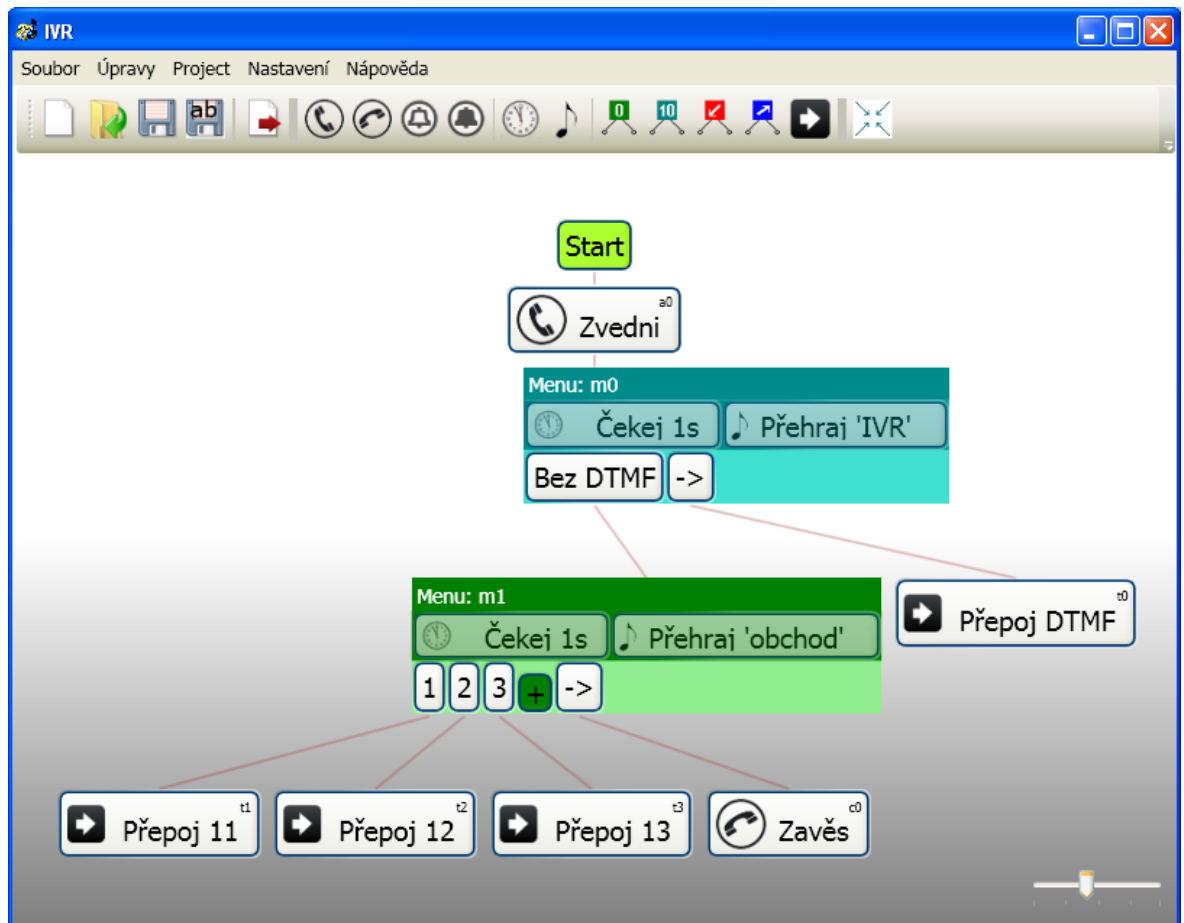 IVR
Soubor Úpravy Project Nastavení Nápověda
ab 0 10
Start
a0
Zvedni
Menu: m0
Čekej 1s Přehraj 'IVR'
Bez DTMF ->
Menu: m1
t0
Přepoj DTMF
Čekej 1s Přehraj 'obchod'
1 2 3 + ->
t1 t2 t3 c0
Přepoj 11 Přepoj 12 Přepoj 13 Zavěs